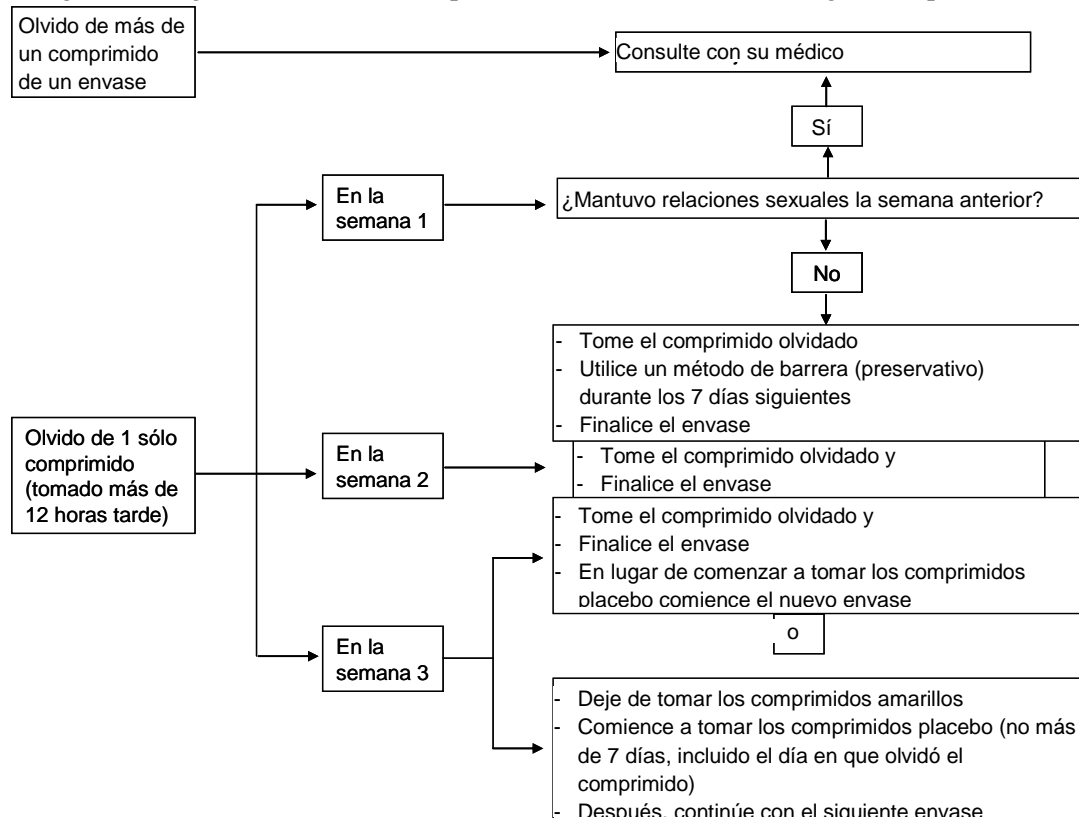 Olvido de más de
un comprimido
de un envase
Consulte con su médico
Sí
En la
semana 1
¿Mantuvo relaciones sexuales la semana anterior?
No
- Tome el comprimido olvidado
- Utilice un método de barrera (preservativo)
durante los 7 días siguientes
- Finalice el envase
Olvido de 1 sólo
comprimido
(tomado más de
12 horas tarde)
En la
semana 2
- Tome el comprimido olvidado y
- Finalice el envase
- Tome el comprimido olvidado y
- Finalice el envase
- En lugar de comenzar a tomar los comprimidos
placebo comience el nuevo envase
o
En la
semana 3
- Deje de tomar los comprimidos amarillos
- Comience a tomar los comprimidos placebo (no más
de 7 días, incluido el día en que olvidó el
comprimido)
- Después, continúe con el siguiente envase